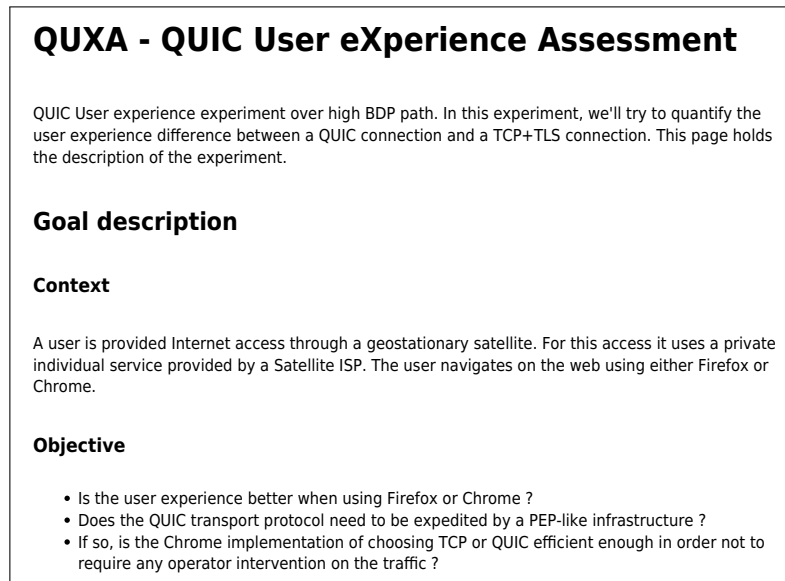 QUXA - QUIC User eXperience Assessment
QUIC User experience experiment over high BDP path. In this experiment, we'll try to quantify the
user experience difference between a QUIC connection and a TCP+TLS connection. This page holds
the description of the experiment.
Goal description
Context
A user is provided Internet access through a geostationary satellite. For this access it uses a private
individual service provided by a Satellite ISP. The user navigates on the web using either Firefox or
Chrome.
Objective
• Is the user experience better when using Firefox or Chrome ?
• Does the QUIC transport protocol need to be expedited by a PEP-like infrastructure ?
• If so, is the Chrome implementation of choosing TCP or QUIC efficient enough in order not to
require any operator intervention on the traffic ?